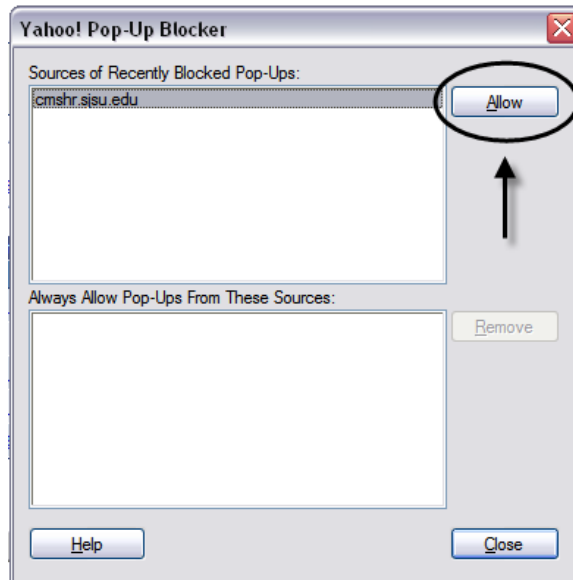 Yahoo! Pop-Up Blocker
Sources of Recently Blocked Pop-Ups:
cmshr.sjsu.edu
Allow
Always Allow Pop-Ups From These Sources:
Remove
Help
Close